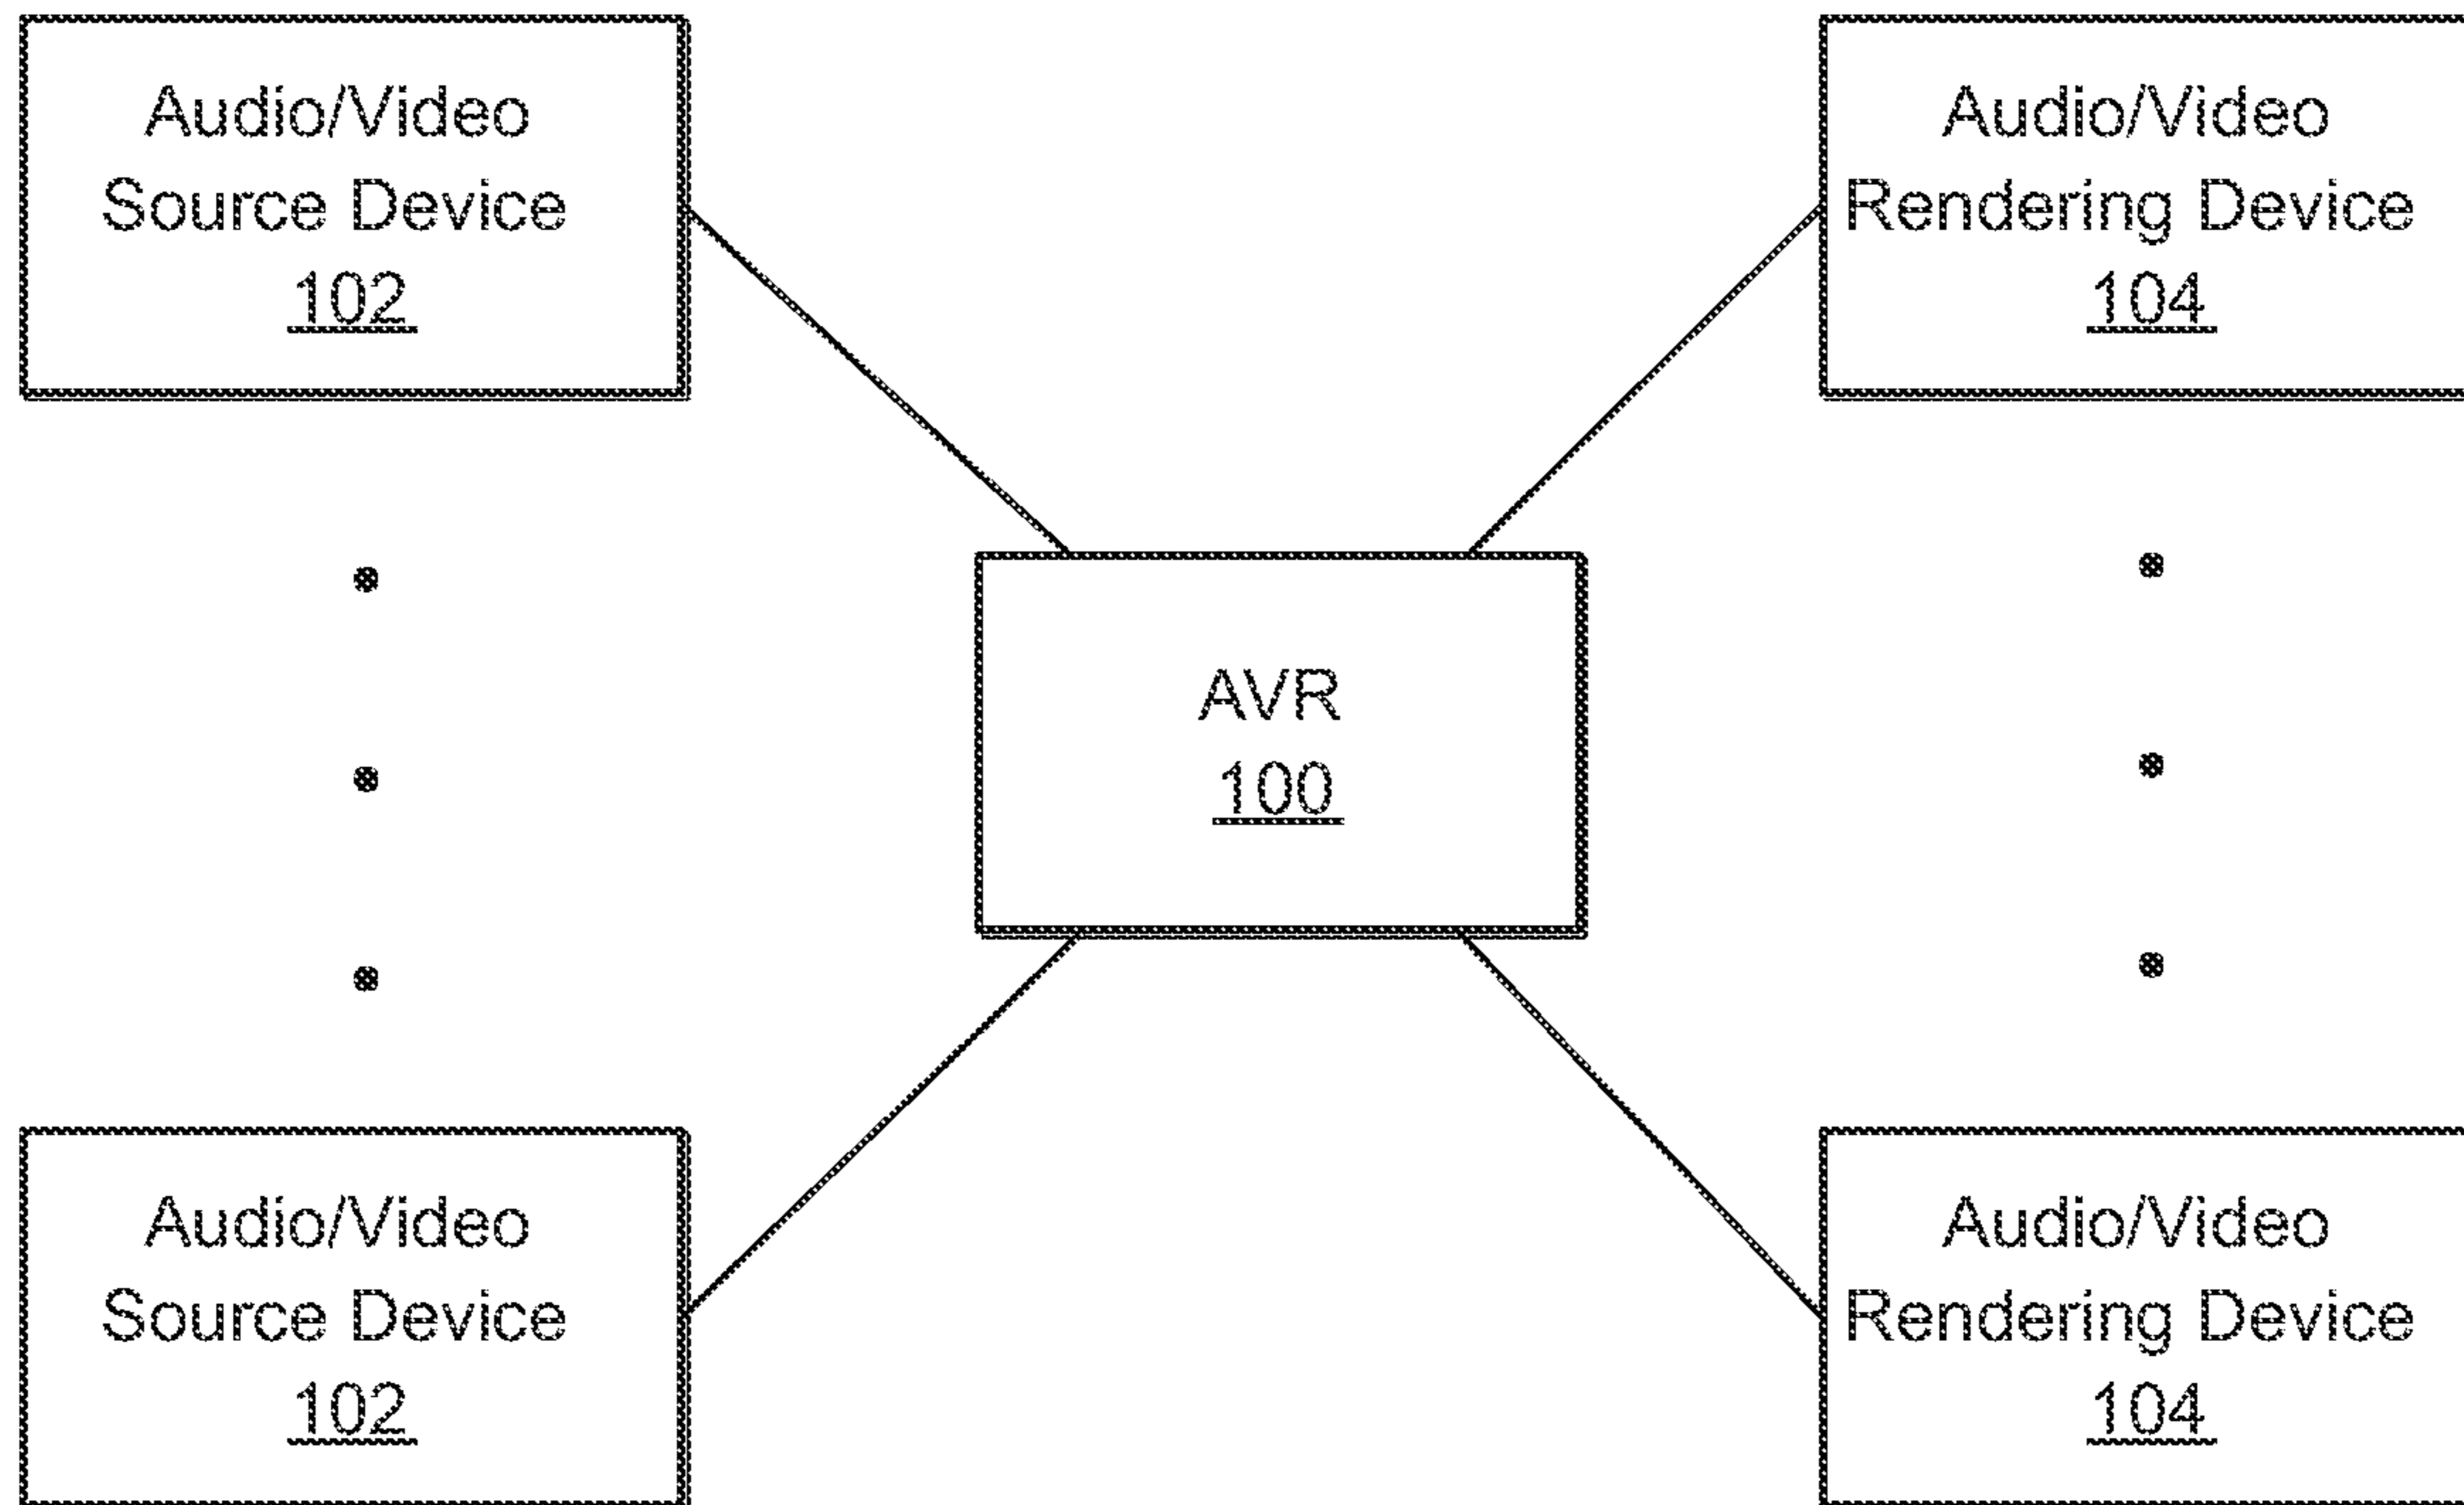 Audio/Video
Source Device
102
Audio/Video
Rendering Device
104
AVR
100
Audio/Video
Source Device
102
Audio/Video
Rendering Device
104